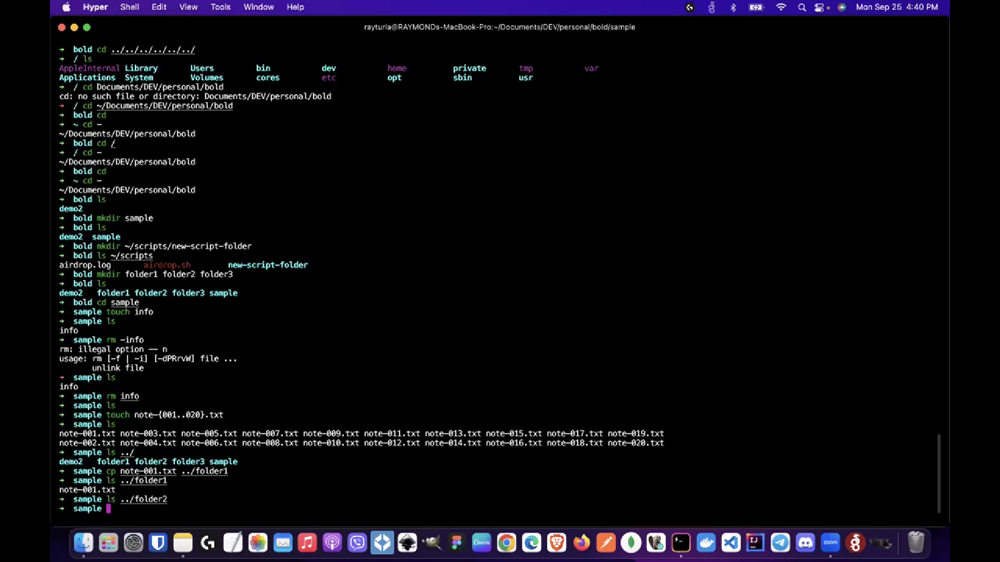 Hyper Shell Edit View Tools Window Help Mon Sep 25 4:40 PM
rayturla@RAYMONDs-MacBook-Pro:~/Documents/DEV/personal/bold/sample
➜ bold cd ../../../../../../
➜ / ls
AppleInternal Library Users bin dev home private tmp var
Applications System Volumes cores etc opt sbin usr
➜ / cd Documents/DEV/personal/bold
cd: no such file or directory: Documents/DEV/personal/bold
➜ / cd ~/Documents/DEV/personal/bold
➜ bold cd
➜ ~ cd -
~/Documents/DEV/personal/bold
➜ bold cd /
➜ / cd -
~/Documents/DEV/personal/bold
➜ bold cd
➜ ~ cd -
~/Documents/DEV/personal/bold
➜ bold ls
demo2
➜ bold mkdir sample
➜ bold ls
demo2 sample
➜ bold mkdir ~/scripts/new-script-folder
➜ bold ls ~/scripts
airdrop.log airdrop.sh new-script-folder
➜ bold mkdir folder1 folder2 folder3
➜ bold ls
demo2 folder1 folder2 folder3 sample
➜ bold cd sample
➜ sample touch info
➜ sample ls
info
➜ sample rm -info
rm: illegal option -- n
usage: rm [-f | -i] [-dPRrvW] file ...
unlink file
➜ sample ls
info
➜ sample rm info
➜ sample ls
➜ sample touch note-{001..020}.txt
➜ sample ls
note-001.txt note-003.txt note-005.txt note-007.txt note-009.txt note-011.txt note-013.txt note-015.txt note-017.txt note-019.txt
note-002.txt note-004.txt note-006.txt note-008.txt note-010.txt note-012.txt note-014.txt note-016.txt note-018.txt note-020.txt
➜ sample ls ../
demo2 folder1 folder2 folder3 sample
➜ sample cp note-001.txt ../folder1
➜ sample ls ../folder1
note-001.txt
➜ sample ls ../folder2
➜ sample
Canva IJ zoom